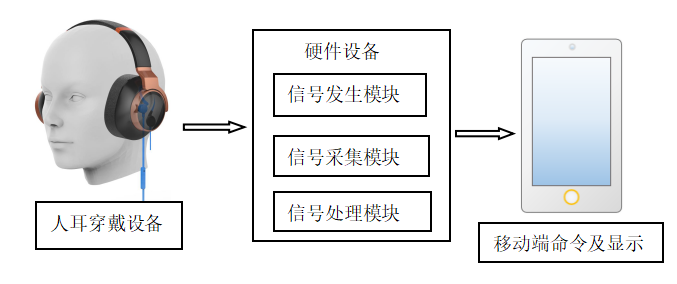 硬件设备
信号发生模块
信号采集模块
信号处理模块
人耳穿戴设备
移动端命令及显示